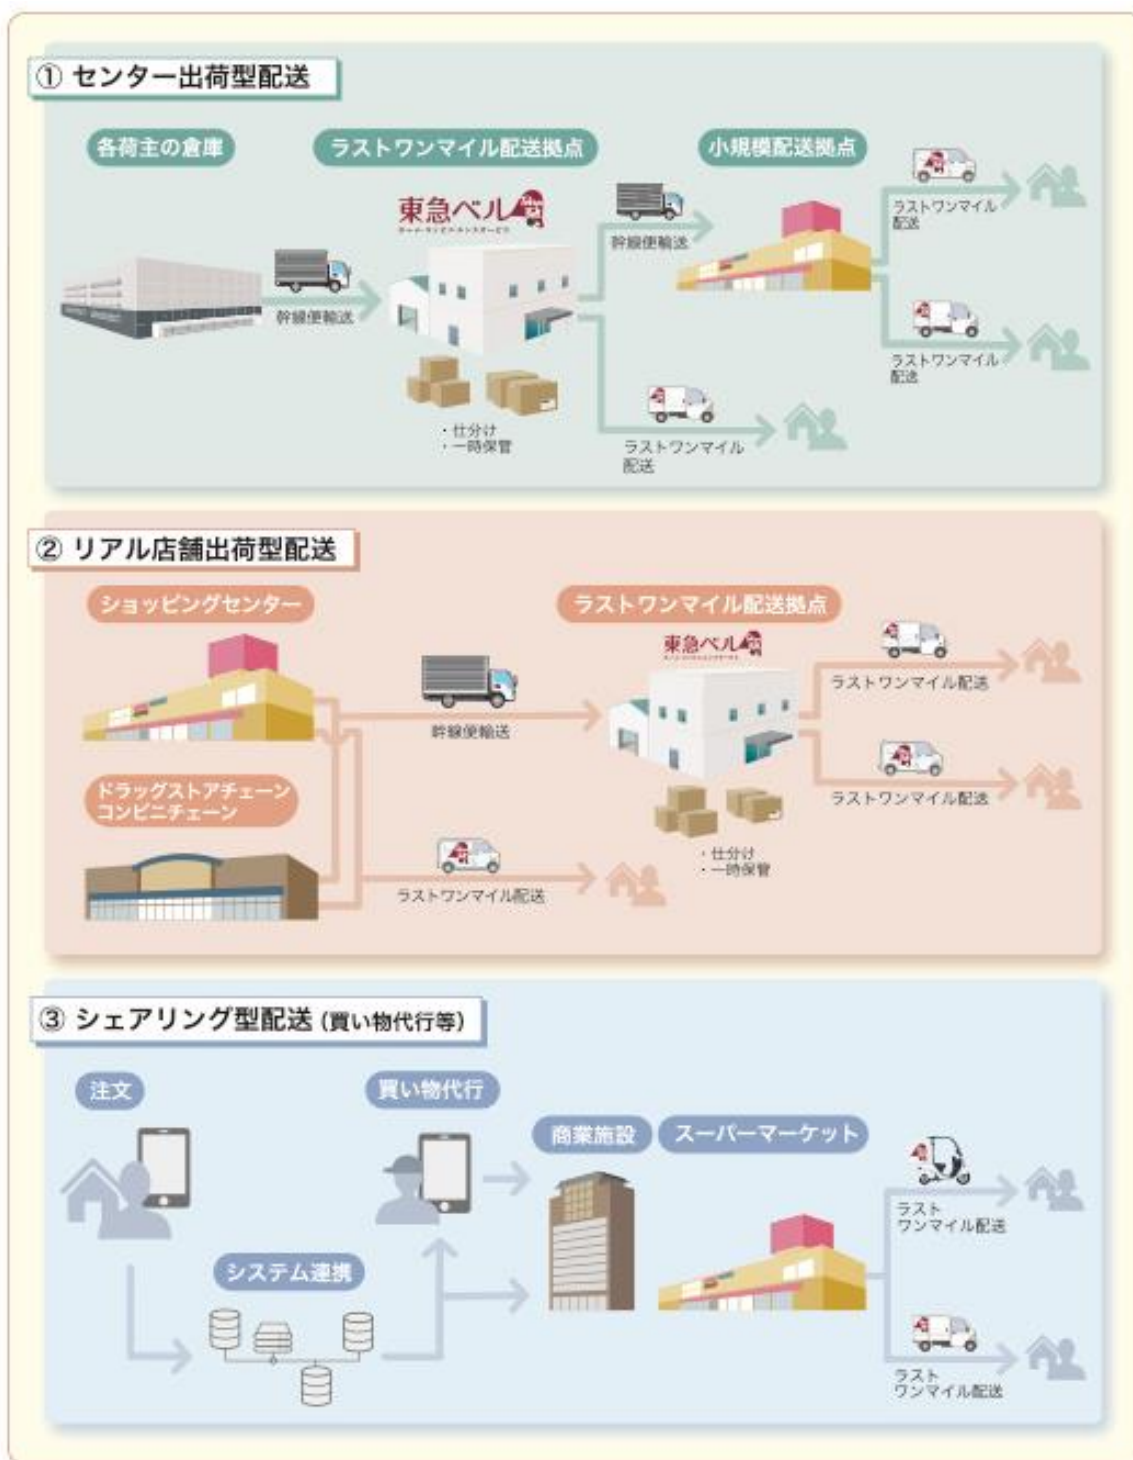 ① センター出荷型配送
各荷主の倉庫
ラストワンマイル配送拠点
小規模配送拠点
東急ベル
幹線便輸送
幹線便輸送
ラストワンマイル
配送
ラストワンマイル
配送
・仕分け
・一時保管
ラストワンマイル
配送
② リアル店舗出荷型配送
ショッピングセンター
ラストワンマイル配送拠点
東急ベル
幹線便輸送
ラストワンマイル配送
ラストワンマイル配送
ドラッグストアチェーン
コンビニチェーン
ラストワンマイル配送
・仕分け
・一時保管
③ シェアリング型配送 (買い物代行等)
注文
買い物代行
商業施設
スーパーマーケット
システム連携
ラスト
ワンマイル配送
ラスト
ワンマイル配送